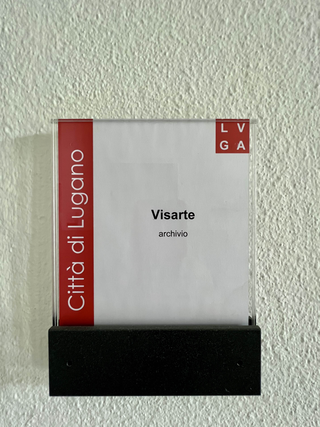 Città di Lugano
L V
G A
Visarte
archivio